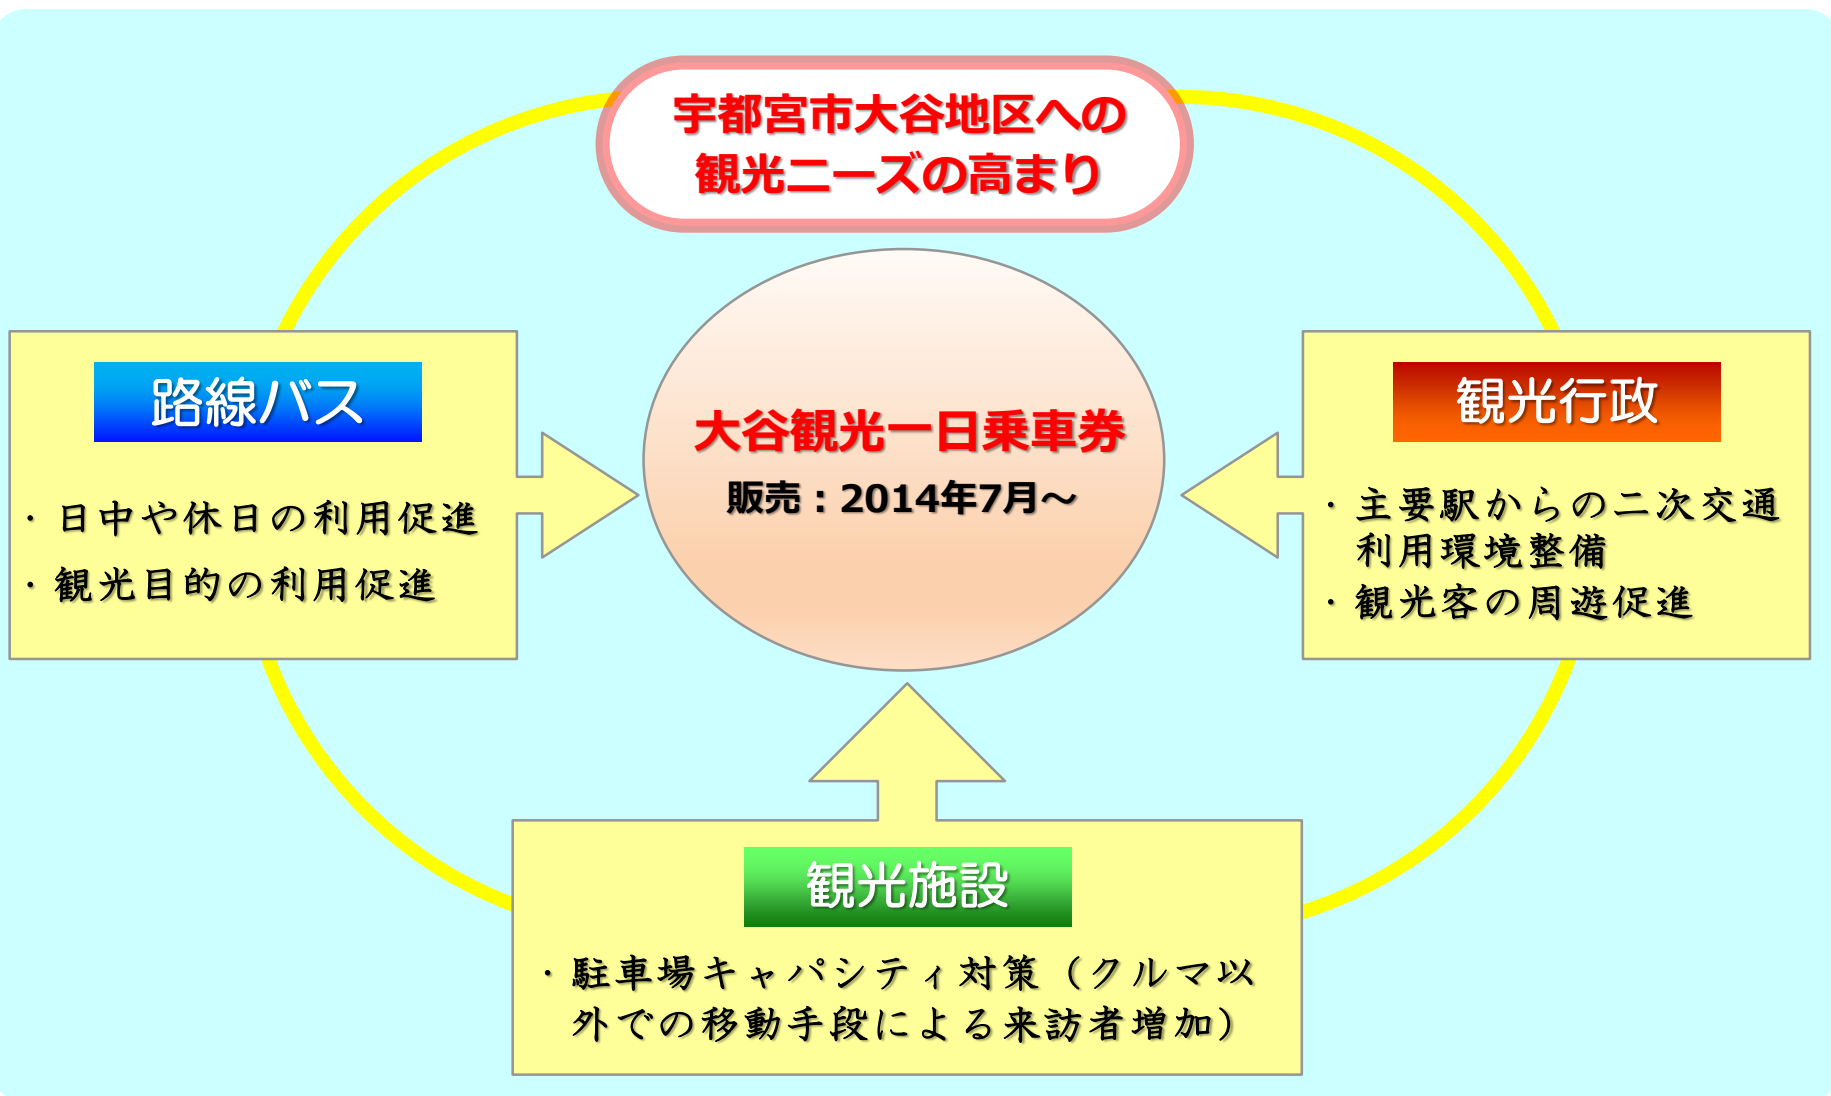 宇都宮市大谷地区への
観光ニーズの高まり
大谷観光一日乗車券
販売：2014年7月～
路線バス
・日中や休日の利用促進
・観光目的の利用促進
観光行政
・主要駅からの二次交通
利用環境整備
・観光客の周遊促進
観光施設
・駐車場キャパシティ対策（クルマ以
外での移動手段による来訪者増加）